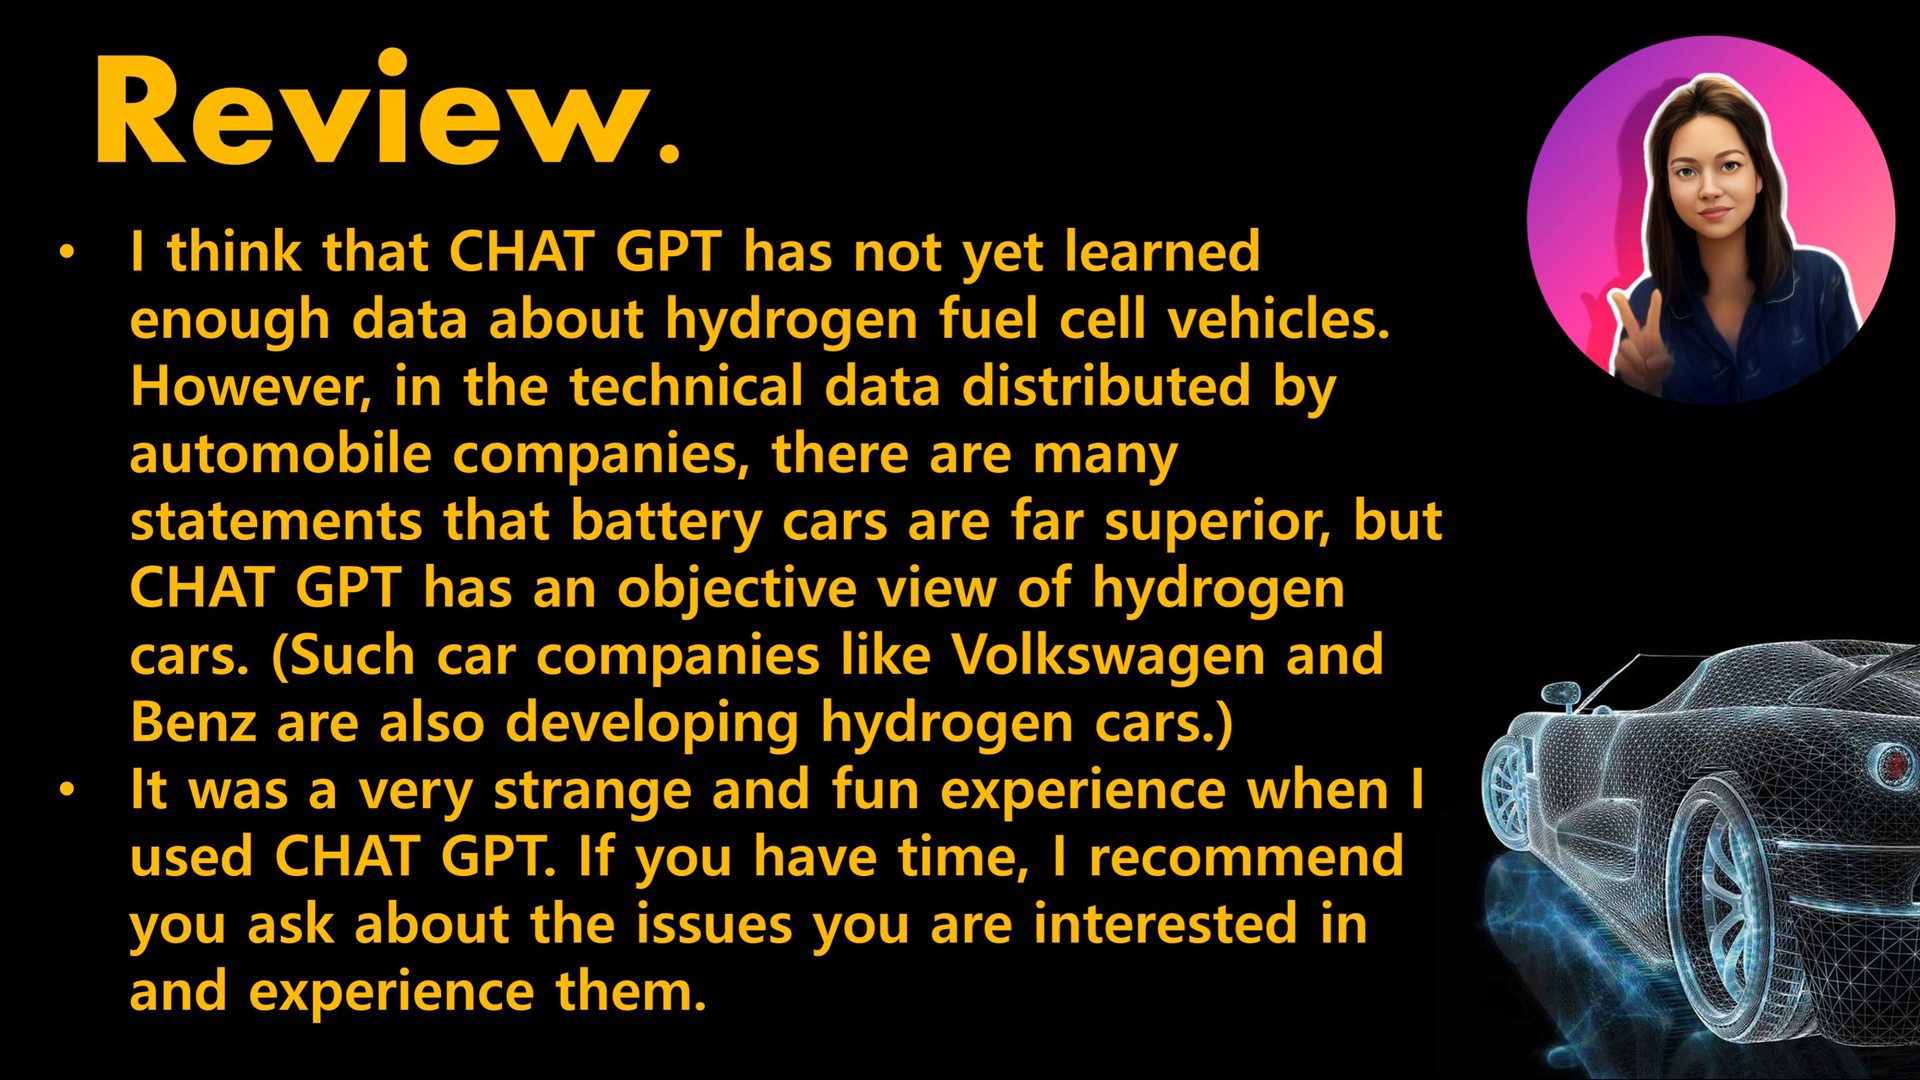 Review.
• I think that CHAT GPT has not yet learned
enough data about hydrogen fuel cell vehicles.
However, in the technical data distributed by
automobile companies, there are many
statements that battery cars are far superior, but
CHAT GPT has an objective view of hydrogen
cars. (Such car companies like Volkswagen and
Benz are also developing hydrogen cars.)
• It was a very strange and fun experience when I
used CHAT GPT. If you have time, I recommend
you ask about the issues you are interested in
and experience them.